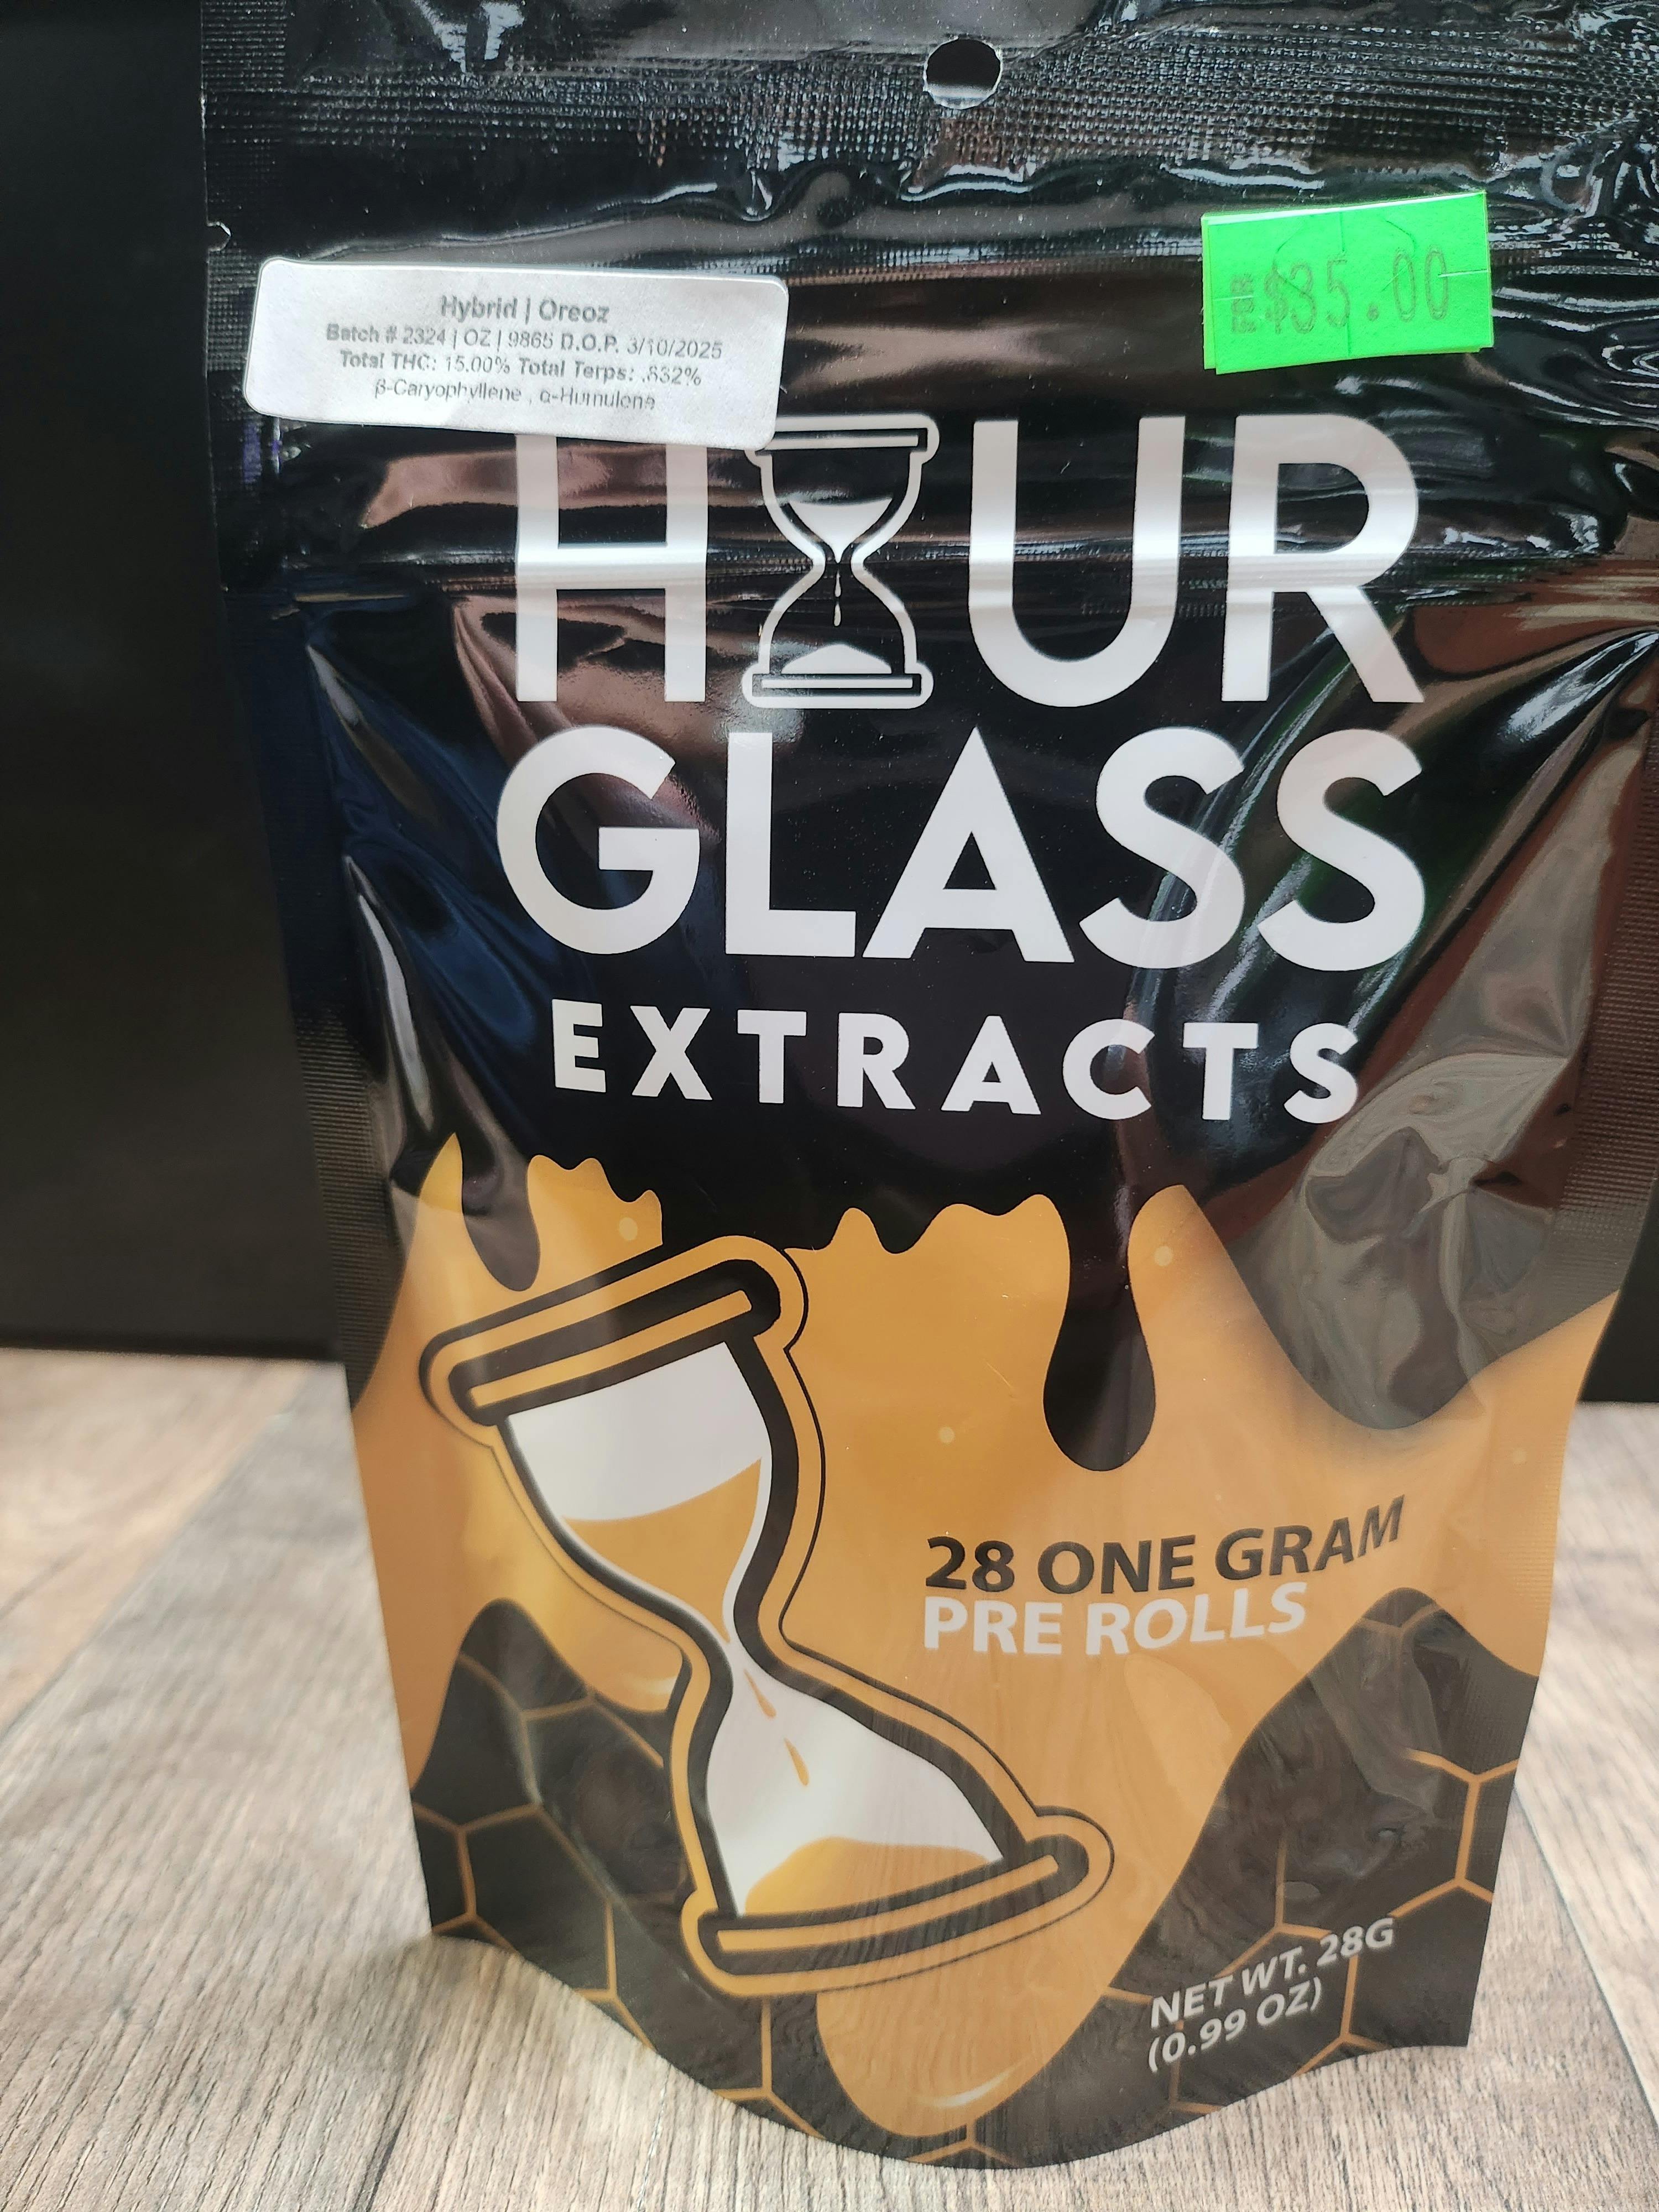 Hybrid | Oreoz
Batch # 2324 | OZ | 9865 D.O.P. 3/10/2025
Total THC: 15.00% Total Terps: .832%
β-Caryophyllene , α-Humulene
$35.00
HOUR
GLASS
EXTRACTS
28 ONE GRAM
PRE ROLLS
NET WT. 28G
(0.99 OZ)